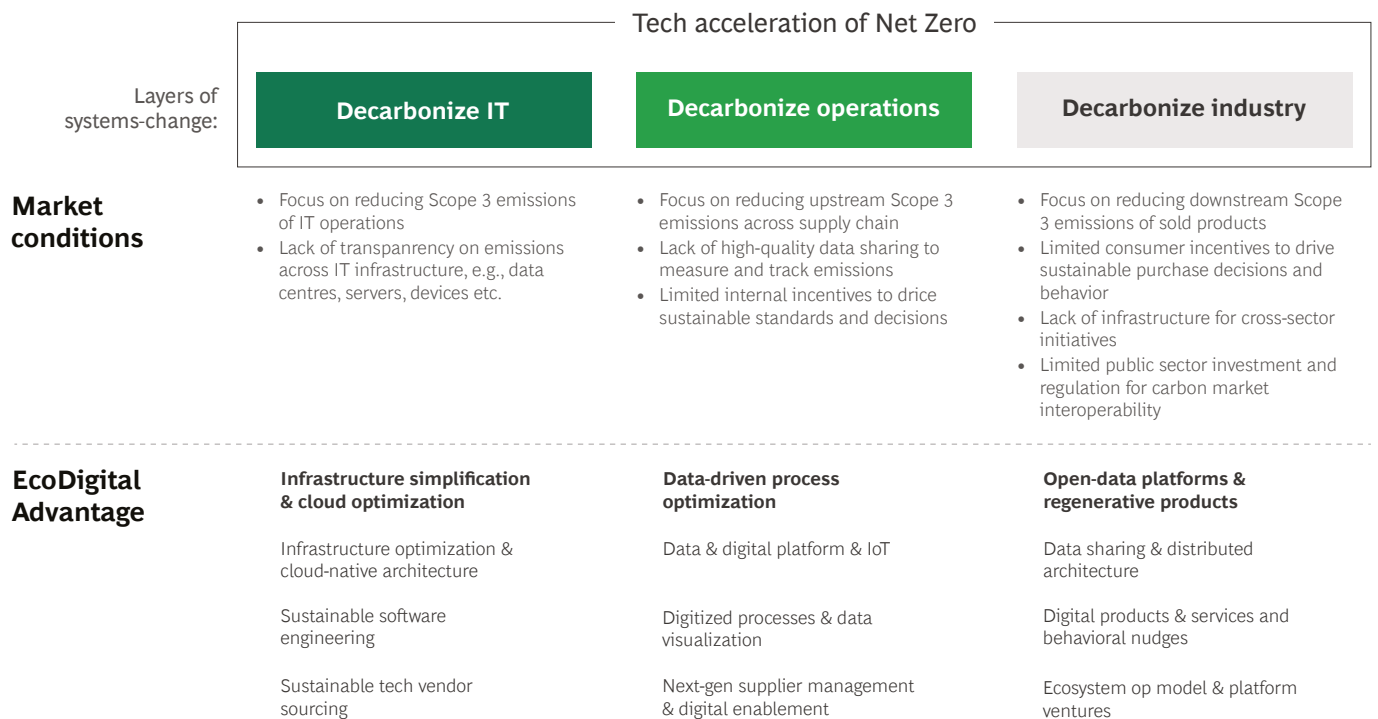 Tech acceleration of Net Zero
Layers of
systems-change:
Decarbonize IT
Decarbonize operations
Decarbonize industry
Market
conditions
• Focus on reducing Scope 3 emissions
of IT operations
• Lack of transpanrency on emissions
across IT infrastructure, e.g., data
centres, servers, devices etc.
• Focus on reducing upstream Scope 3
emissions across supply chain
• Lack of high-quality data sharing to
measure and track emissions
• Limited internal incentives to drice
sustainable standards and decisions
• Focus on reducing downstream Scope
3 emissions of sold products
• Limited consumer incentives to drive
sustainable purchase decisions and
behavior
• Lack of infrastructure for cross-sector
initiatives
• Limited public sector investment and
regulation for carbon market
interoperability
EcoDigital
Advantage
Infrastructure simplification
& cloud optimization
Infrastructure optimization &
cloud-native architecture
Sustainable software
engineering
Sustainable tech vendor
sourcing
Data-driven process
optimization
Data & digital platform & IoT
Digitized processes & data
visualization
Next-gen supplier management
& digital enablement
Open-data platforms &
regenerative products
Data sharing & distributed
architecture
Digital products & services and
behavioral nudges
Ecosystem op model & platform
ventures